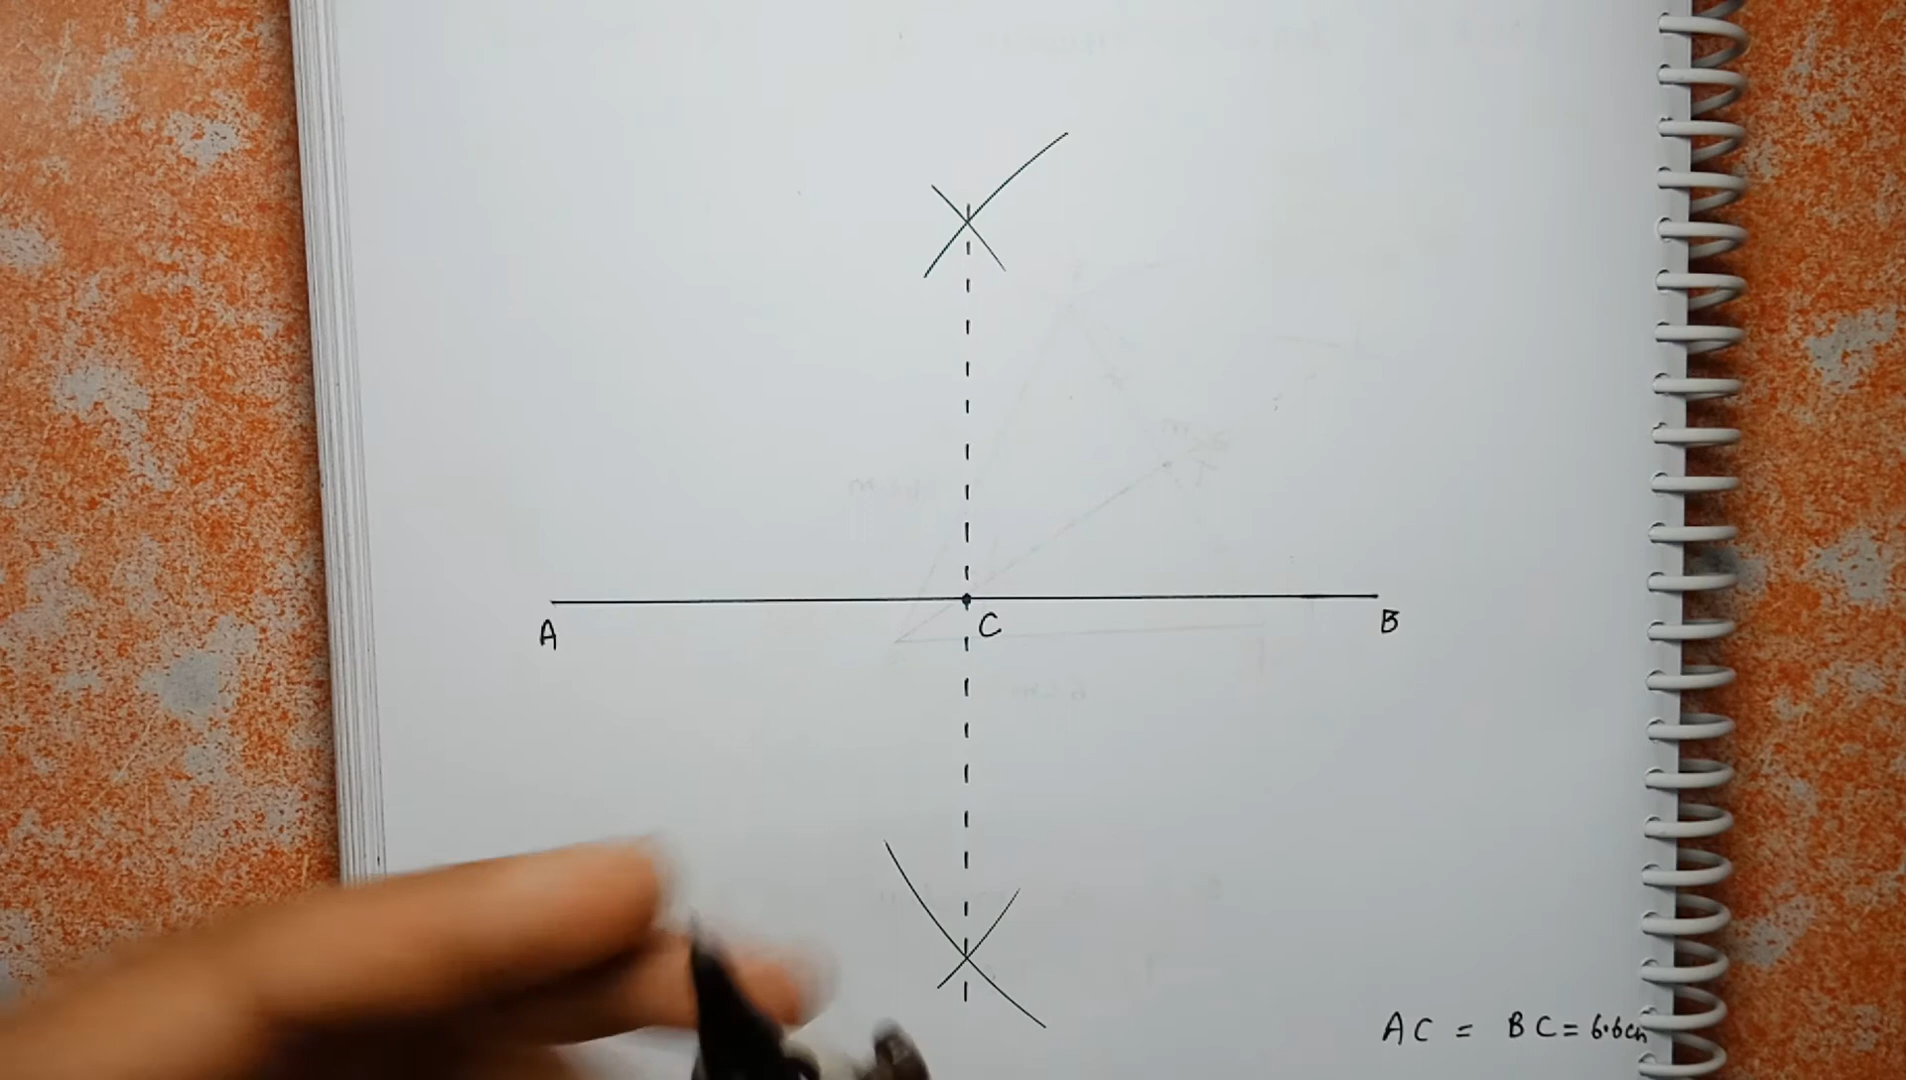 A C B
AC = BC = 6.6cm